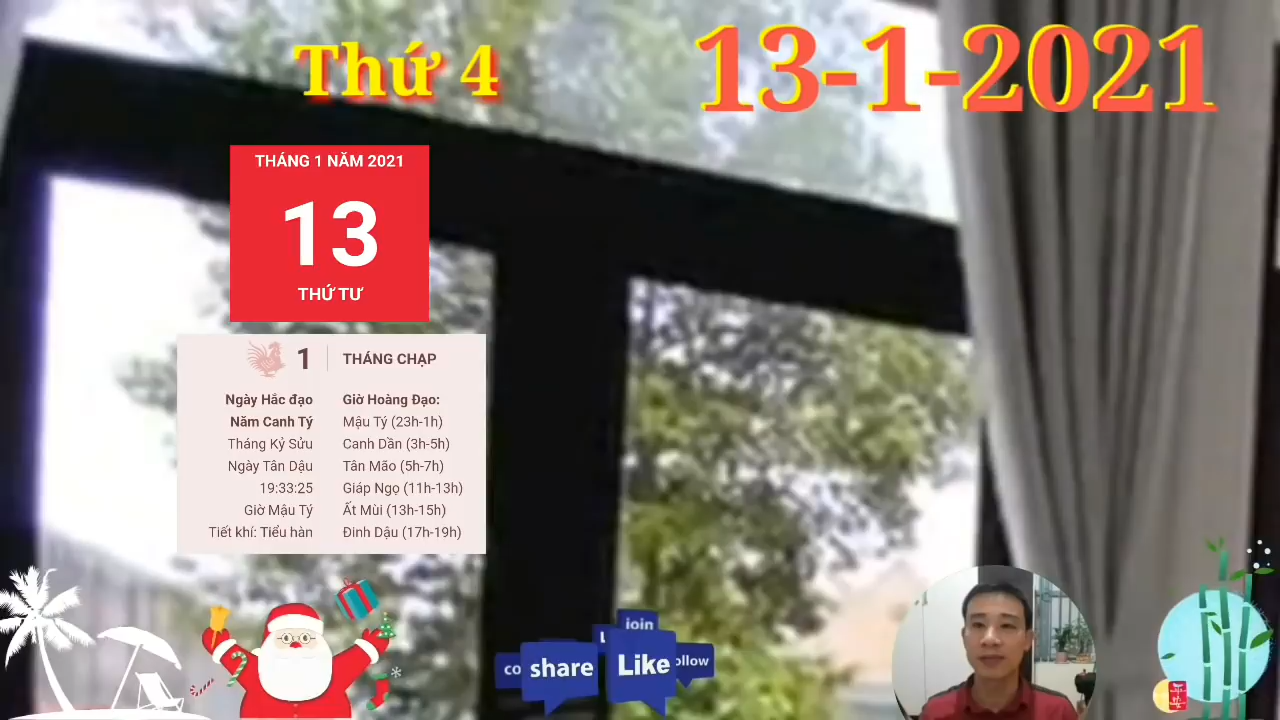 Thứ 4
13-1-2021
THÁNG 1 NĂM 2021
13
THỨ TƯ
1
THÁNG CHẠP
Ngày Hắc đạo
Năm Canh Tý
Tháng Kỷ Sửu
Ngày Tân Dậu
19:33:25
Giờ Mậu Tý
Tiết khí: Tiểu hàn
Giờ Hoàng Đạo:
Mậu Tý (23h-1h)
Canh Dần (3h-5h)
Tân Mão (5h-7h)
Giáp Ngọ (11h-13h)
Ất Mùi (13h-15h)
Đinh Dậu (17h-19h)
join
share
Like